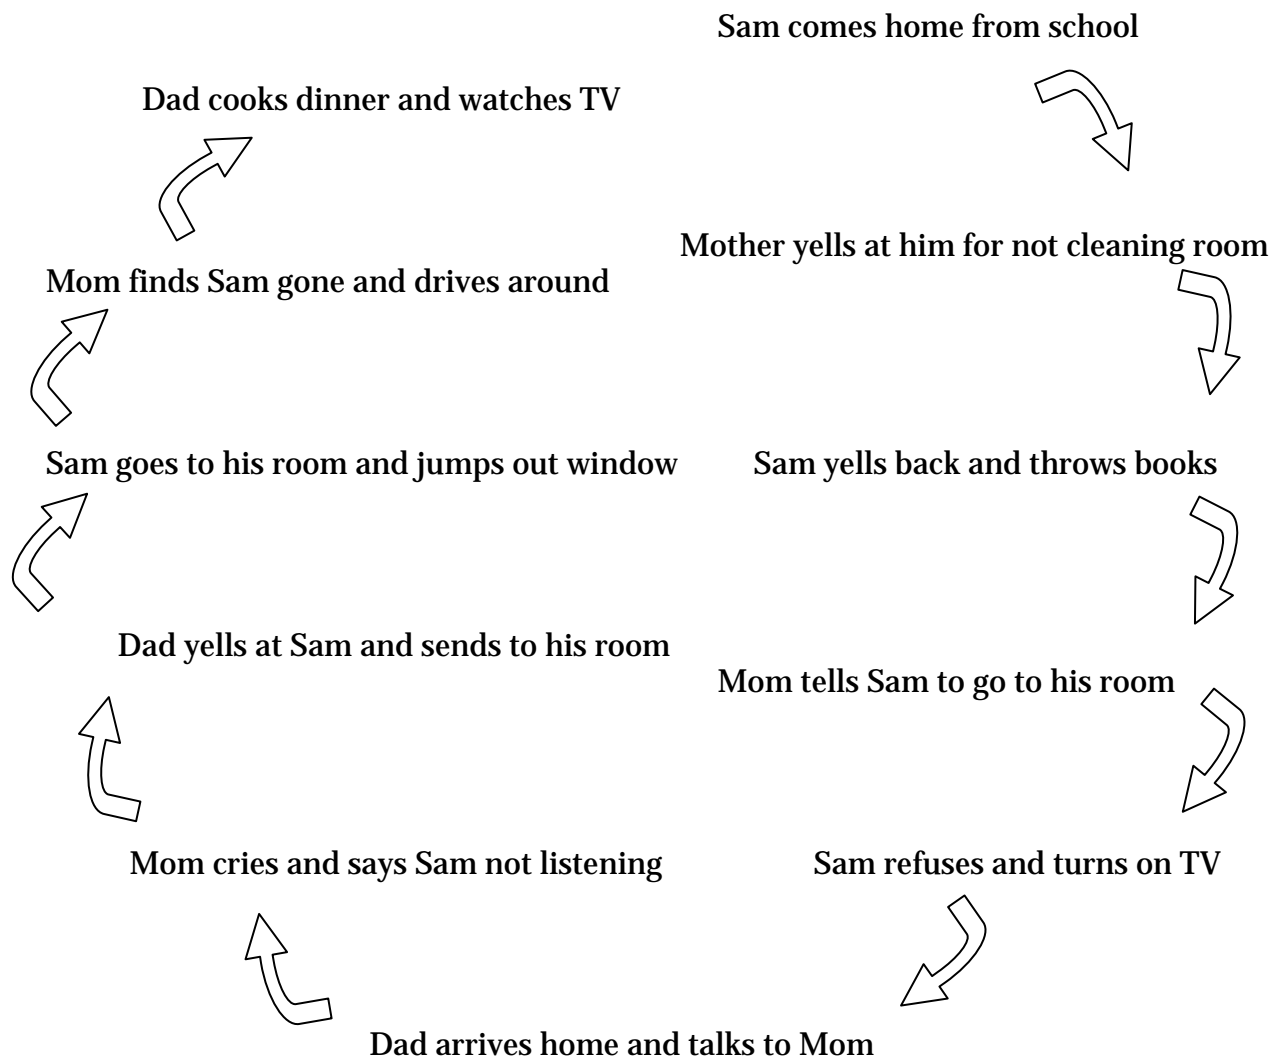 Sam comes home from school
Mother yells at him for not cleaning room
Sam yells back and throws books
Mom tells Sam to go to his room
Sam refuses and turns on TV
Dad arrives home and talks to Mom
Mom cries and says Sam not listening
Dad yells at Sam and sends to his room
Sam goes to his room and jumps out window
Mom finds Sam gone and drives around
Dad cooks dinner and watches TV